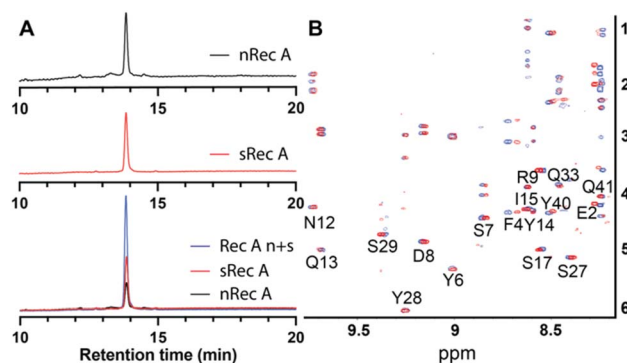 A
nRec A
10 15 20
sRec A
10 15 20
Rec A n+s
sRec A
nRec A
10 15 20
Retention time (min)
B
1
2
3
4
5
6
R9 Q33
I15 Q41
N12 F4 Y14 Y40 E2
S29 S7
Q13 D8 S17 S27
Y6
Y28
9.5 9 8.5
ppm